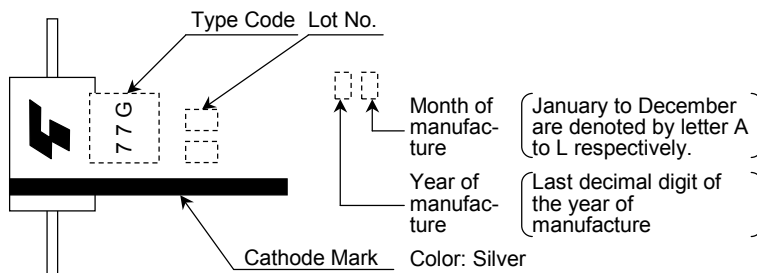 Type Code
Lot No.
77G
Month of
manufac-
ture
January to December
are denoted by letter A
to L respectively.
Year of
manufac-
ture
Last decimal digit of
the year of
manufacture
Cathode Mark
Color: Silver